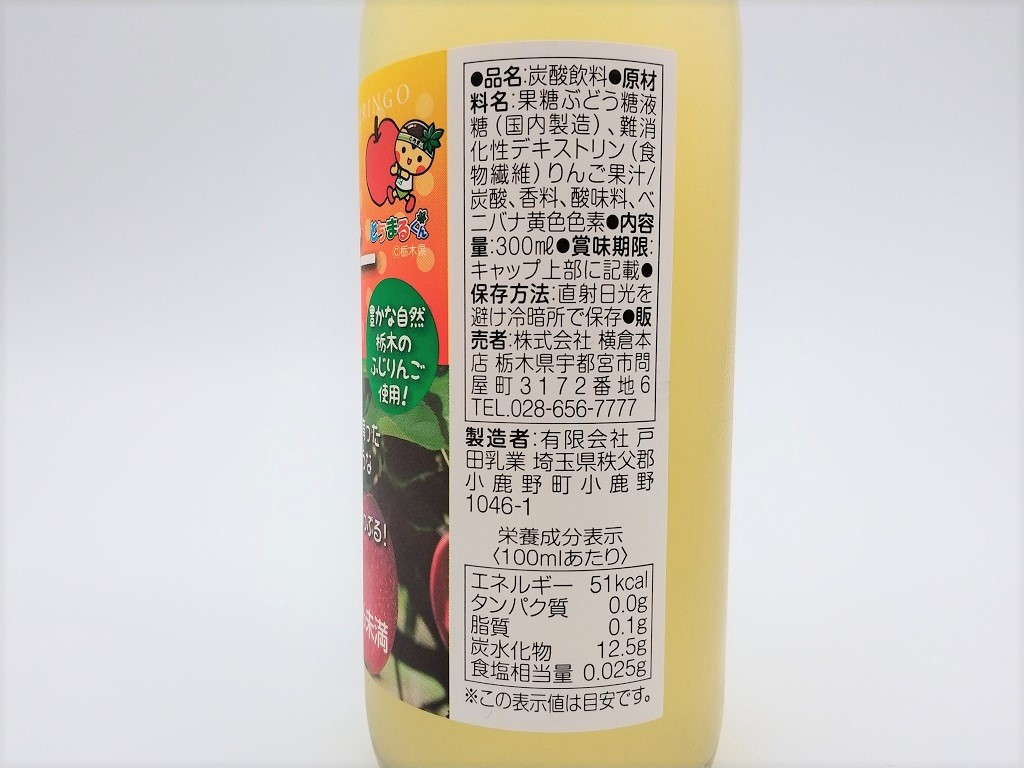 RINGO
とちまるくん
©栃木県
豊かな自然
栃木の
ふじりんご
使用!
未満
●品名:炭酸飲料●原材
料名:果糖ぶどう糖液
糖(国内製造)、難消
化性デキストリン(食
物繊維)りんご果汁/
炭酸、香料、酸味料、ベ
ニバナ黄色色素●内容
量:300㎖●賞味期限:
キャップ上部に記載●
保存方法:直射日光を
避け冷暗所で保存●販
売者:株式会社 横倉本
店 栃木県宇都宮市問
屋町3172番地6
TEL.028-656-7777
製造者:有限会社 戸
田乳業 埼玉県秩父郡
小鹿野町小鹿野
1046-1
栄養成分表示
〈100mlあたり〉
エネルギー 51kcal
タンパク質 0.0g
脂質 0.1g
炭水化物 12.5g
食塩相当量 0.025g
※この表示値は目安です。